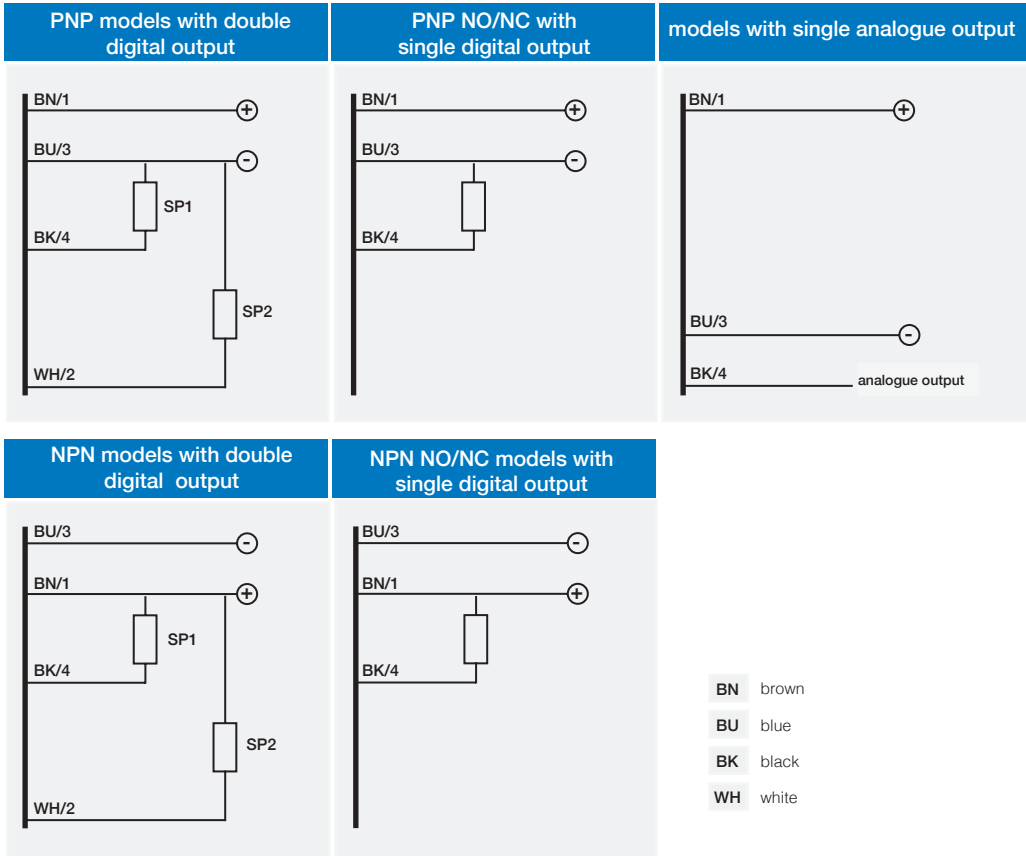 PNP models with double
digital output
BN/1
+
BU/3
-
SP1
BK/4
SP2
WH/2
PNP NO/NC with
single digital output
BN/1
+
BU/3
-
BK/4
models with single analogue output
BN/1
+
BU/3
-
BK/4
analogue output
NPN models with double
digital output
BU/3
-
BN/1
+
SP1
BK/4
SP2
WH/2
NPN NO/NC models with
single digital output
BU/3
-
BN/1
+
BK/4
BN brown
BU blue
BK black
WH white